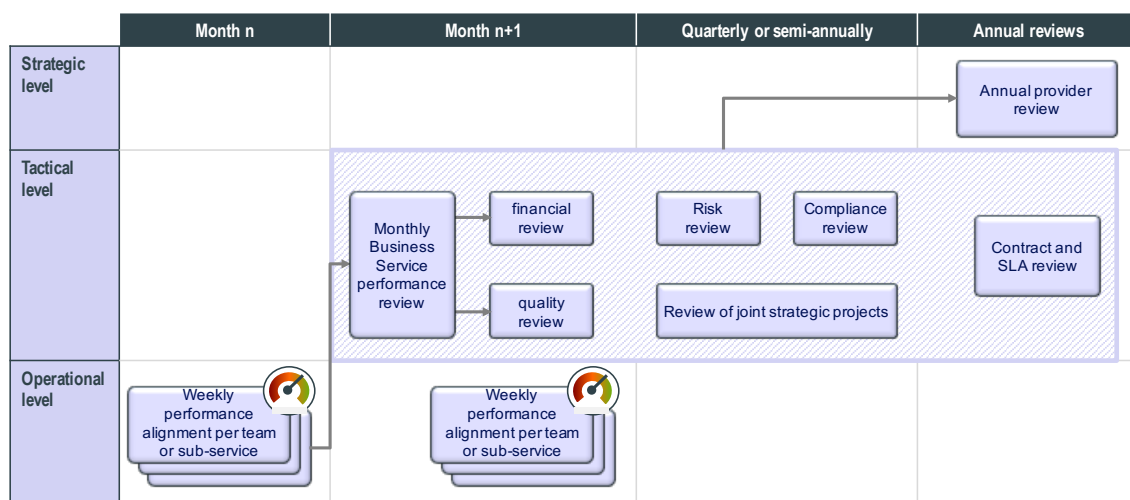 Month n
Month n+1
Quarterly or semi-annually
Annual reviews
Strategic
level
Annual provider
review
Tactical
level
Monthly
Business
Service
performance
review
financial
review
quality
review
Risk
review
Compliance
review
Review of joint strategic projects
Contract and
SLA review
Operational
level
Weekly
performance
alignment per team
or sub-service
Weekly
performance
alignment per team
or sub-service